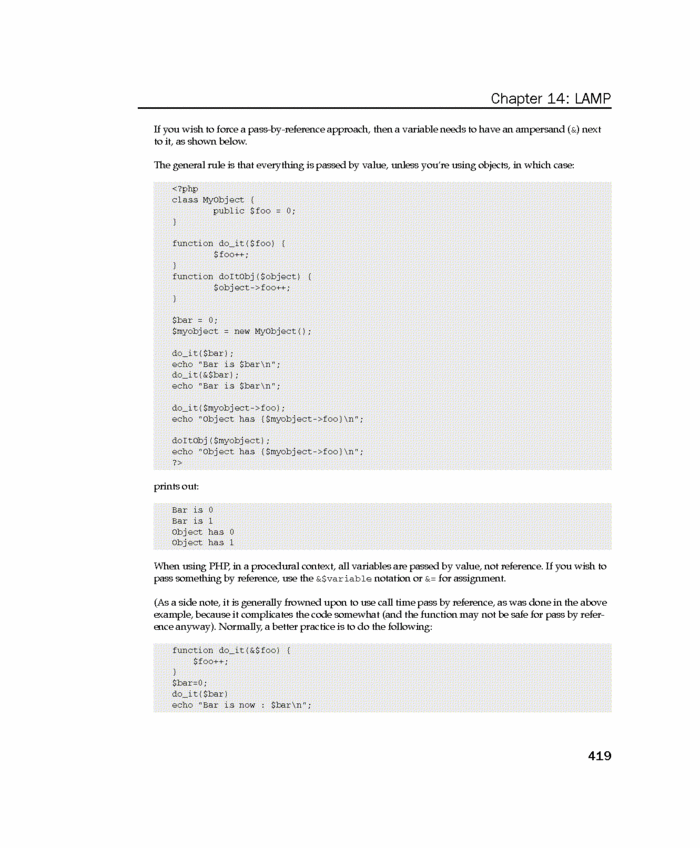 Chapter 14: LAMP
If you wish to force a pass-by-reference approach, then a variable needs to have an ampersand (&) next
to it, as shown below.
The general rule is that everything is passed by value, unless you're using objects, in which case:
<?php
class MyObject {
public $foo = 0;
}
function do_it($foo) {
$foo++;
}
function doItObj($object) {
$object->foo++;
}
$bar = 0;
$myobject = new MyObject();
do_it($bar);
echo "Bar is $bar\n";
do_it(&$bar);
echo "Bar is $bar\n";
do_it($myobject->foo);
echo "Object has {$myobject->foo}\n";
doItObj($myobject);
echo "Object has {$myobject->foo}\n";
?>
prints out:
Bar is 0
Bar is 1
Object has 0
Object has 1
When using PHP, in a procedural context, all variables are passed by value, not reference. If you wish to
pass something by reference, use the &$variable notation or &= for assignment.
(As a side note, it is generally frowned upon to use call time pass by reference, as was done in the above
example, because it complicates the code somewhat (and the function may not be safe for pass by refer-
ence anyway). Normally, a better practice is to do the following:
function do_it(&$foo) {
$foo++;
}
$bar=0;
do_it($bar)
echo "Bar is now : $bar\n";
419